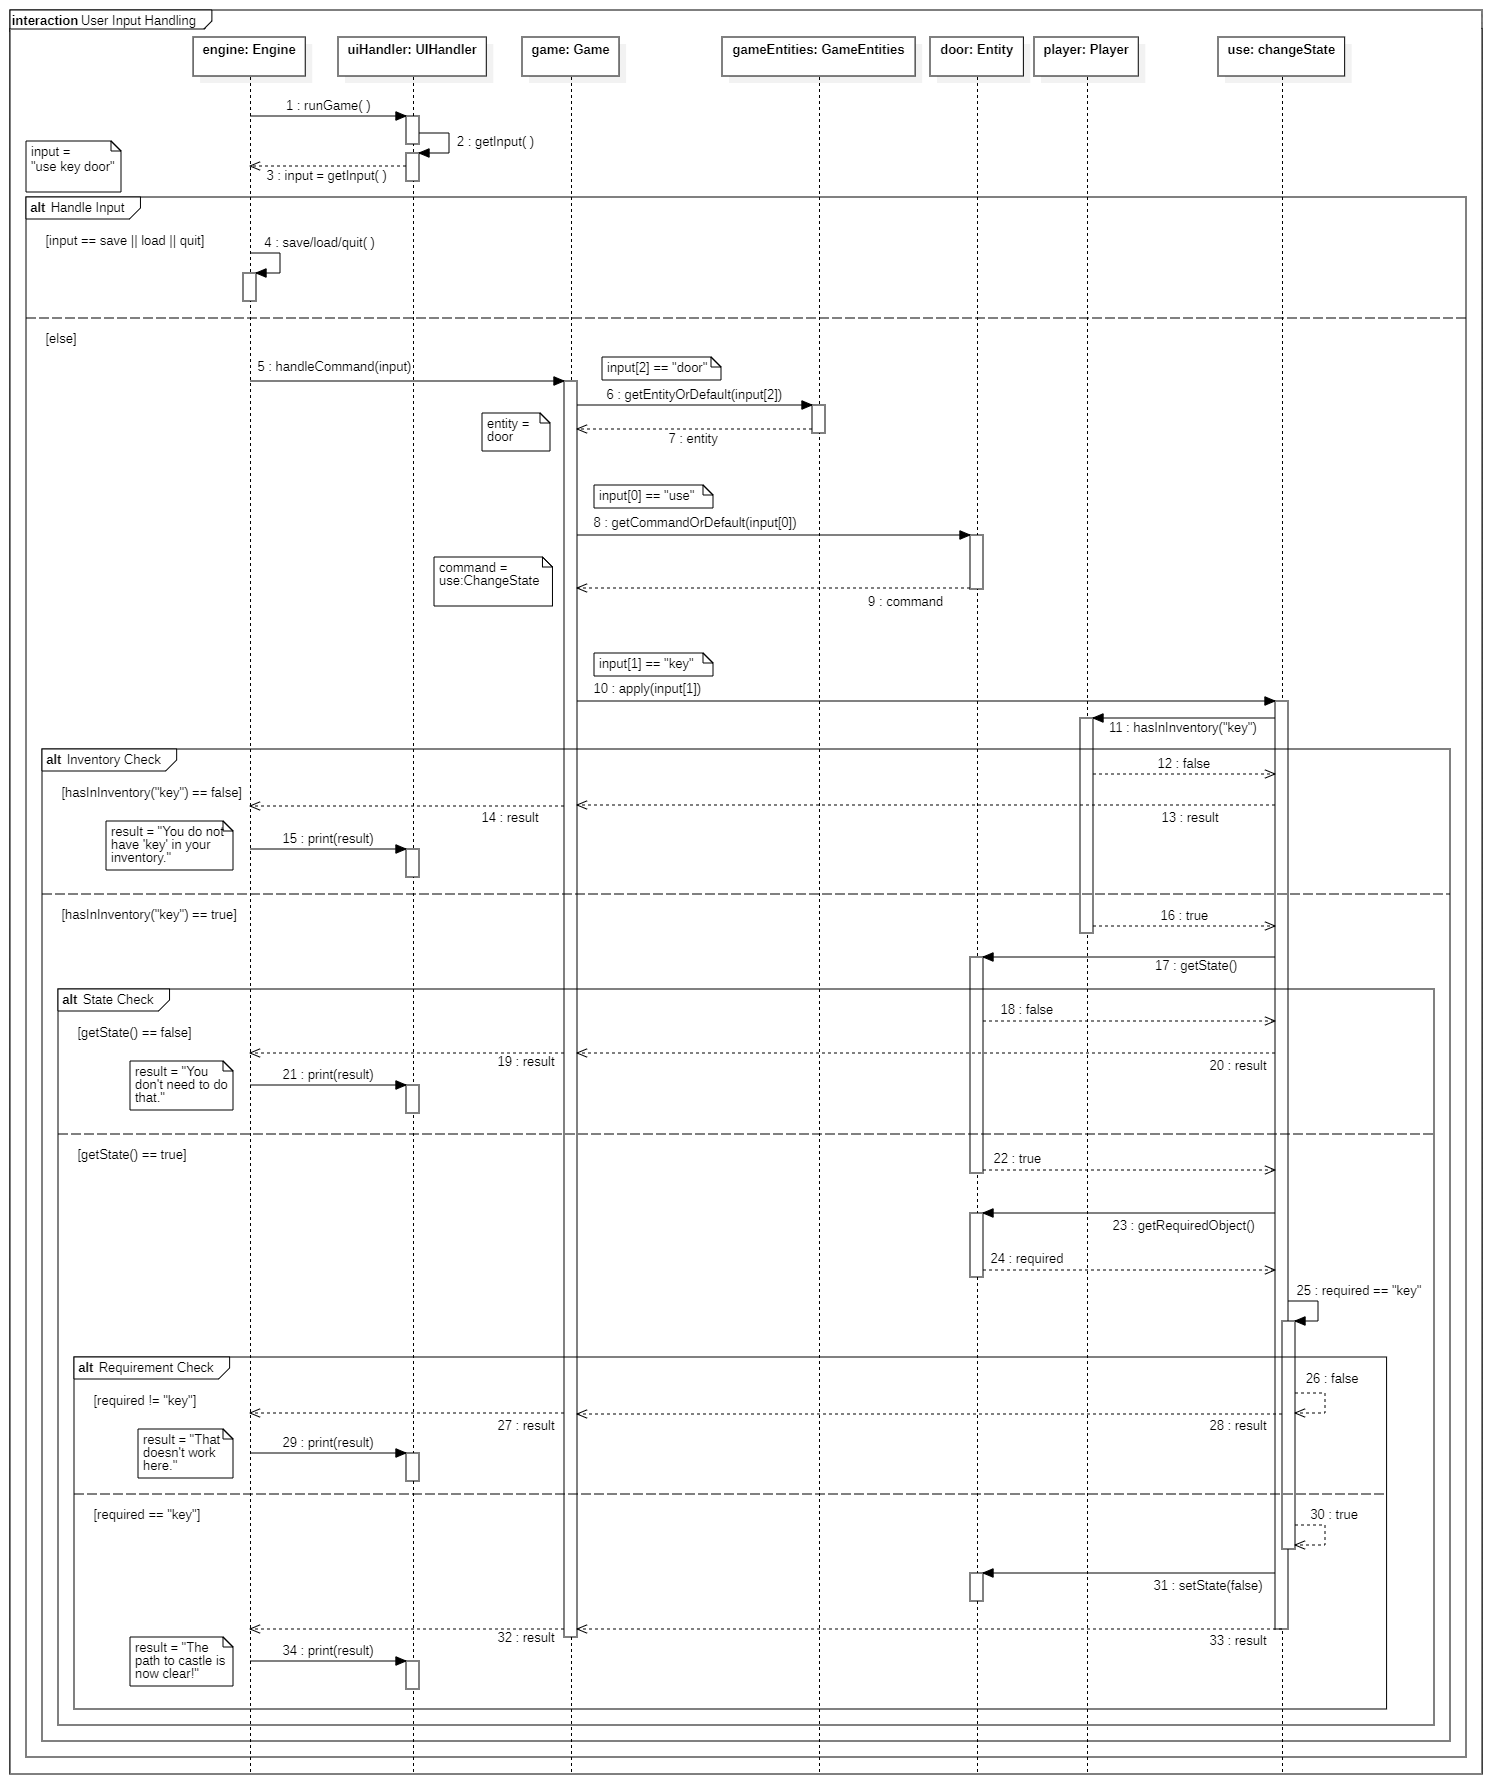 interaction User Input Handling
engine: Engine
uiHandler: UIHandler
game: Game
gameEntities: GameEntities
door: Entity
player: Player
use: changeState
1 : runGame( )
2 : getInput( )
input =
"use key door"
3 : input = getInput( )
alt Handle Input
[input == save || load || quit]
4 : save/load/quit( )
[else]
5 : handleCommand(input)
input[2] == "door"
6 : getEntityOrDefault(input[2])
entity =
door
7 : entity
input[0] == "use"
8 : getCommandOrDefault(input[0])
command =
use:ChangeState
9 : command
input[1] == "key"
10 : apply(input[1])
11 : hasInInventory("key")
alt Inventory Check
12 : false
[hasInInventory("key") == false]
14 : result
13 : result
result = "You do not
have 'key' in your
inventory."
15 : print(result)
[hasInInventory("key") == true]
16 : true
17 : getState()
alt State Check
18 : false
[getState() == false]
19 : result
20 : result
result = "You
don't need to do
that."
21 : print(result)
[getState() == true]
22 : true
23 : getRequiredObject()
24 : required
25 : required == "key"
alt Requirement Check
26 : false
[required != "key"]
27 : result
28 : result
result = "That
doesn't work
here."
29 : print(result)
[required == "key"]
30 : true
31 : setState(false)
32 : result
33 : result
result = "The
path to castle is
now clear!"
34 : print(result)